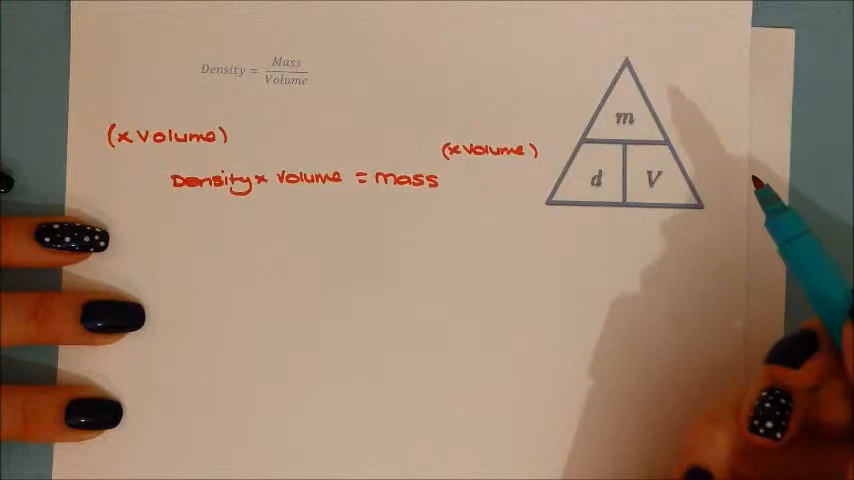 Density = Mass / Volume
(x volume)
(x volume)
Density x volume = mass
m
d V